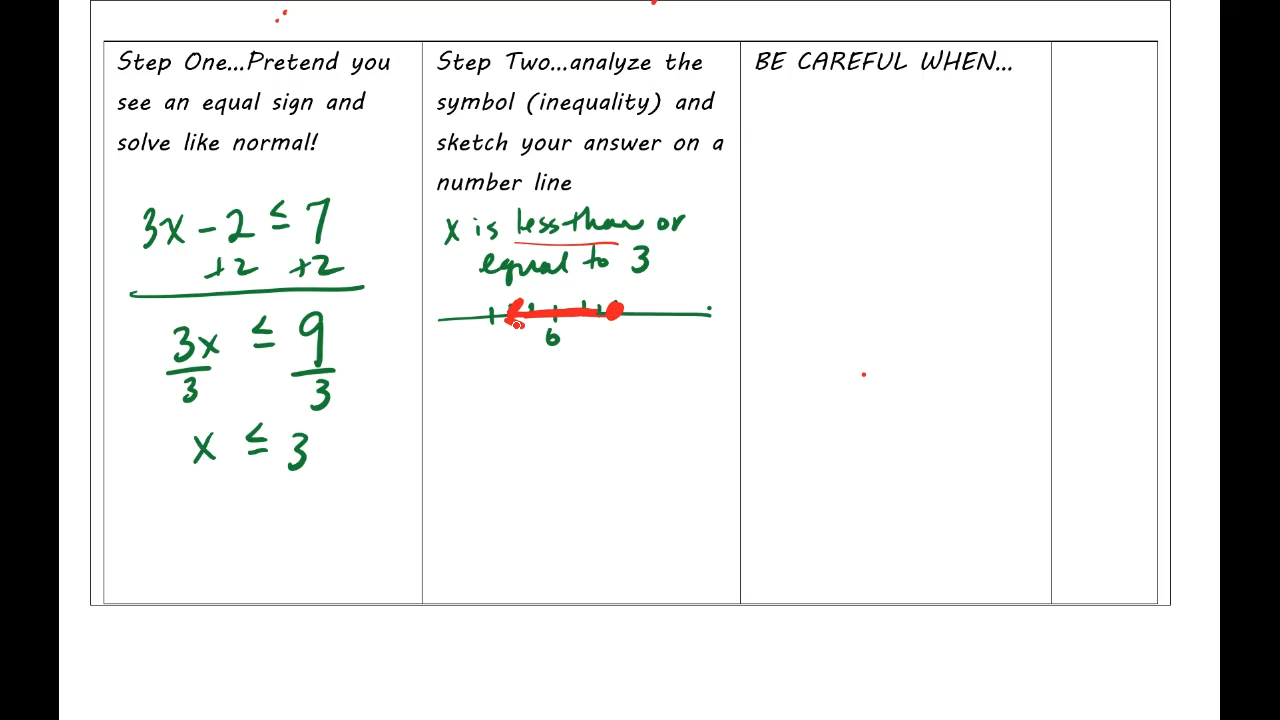 Step One...Pretend you
see an equal sign and
solve like normal!
3x - 2 ≤ 7
+2 +2
3x ≤ 9
3 3
x ≤ 3
Step Two...analyze the
symbol (inequality) and
sketch your answer on a
number line
x is less than or
equal to 3
6
BE CAREFUL WHEN...